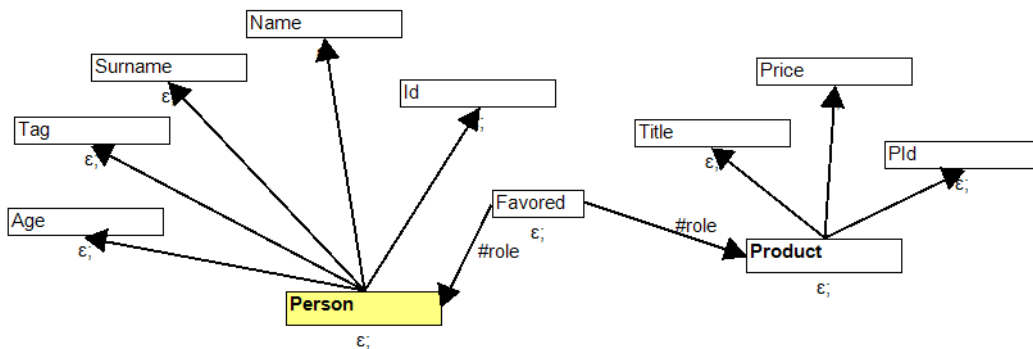 Name
Surname
ε;
Id
;
Tag
ε;
Age
ε;
Price
Title
ε;
PId
ε;
Favored
ε;
#role
#role
Person
ε;
Product
ε;